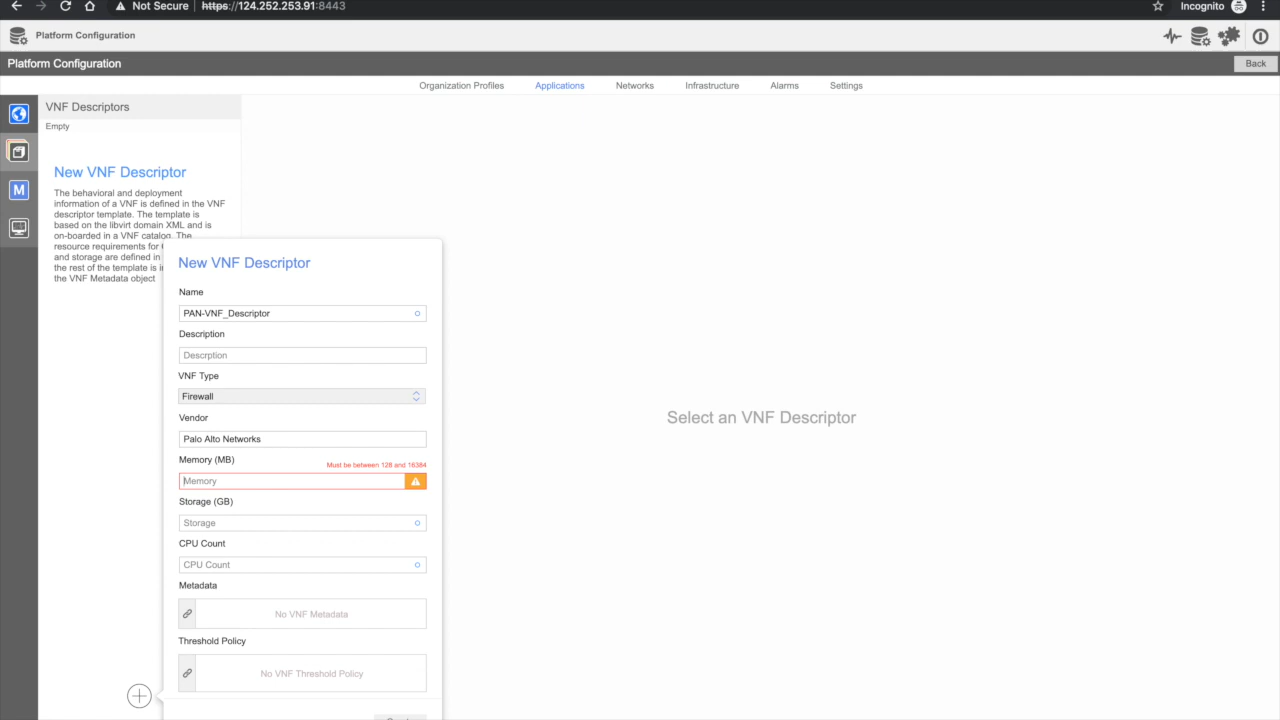 Not Secure
https://124.252.253.91:8443
Incognito
Platform Configuration
Platform Configuration
Back
Organization Profiles
Applications
Networks
Infrastructure
Alarms
Settings
VNF Descriptors
Empty
M
New VNF Descriptor
The behavioral and deployment
information of a VNF is defined in the VNF
descriptor template. The template is
based on the libvirt domain XML and is
on-boarded in a VNF catalog. The
resource requirements for
and storage are defined in
the rest of the template is
the VNF Metadata object
New VNF Descriptor
Name
PAN-VNF_Descriptor
Description
Descrption
VNF Type
Firewall
Vendor
Palo Alto Networks
Memory (MB)
Must be between 128 and 16384
Memory
Storage (GB)
Storage
CPU Count
CPU Count
Metadata
No VNF Metadata
Threshold Policy
No VNF Threshold Policy
Select an VNF Descriptor